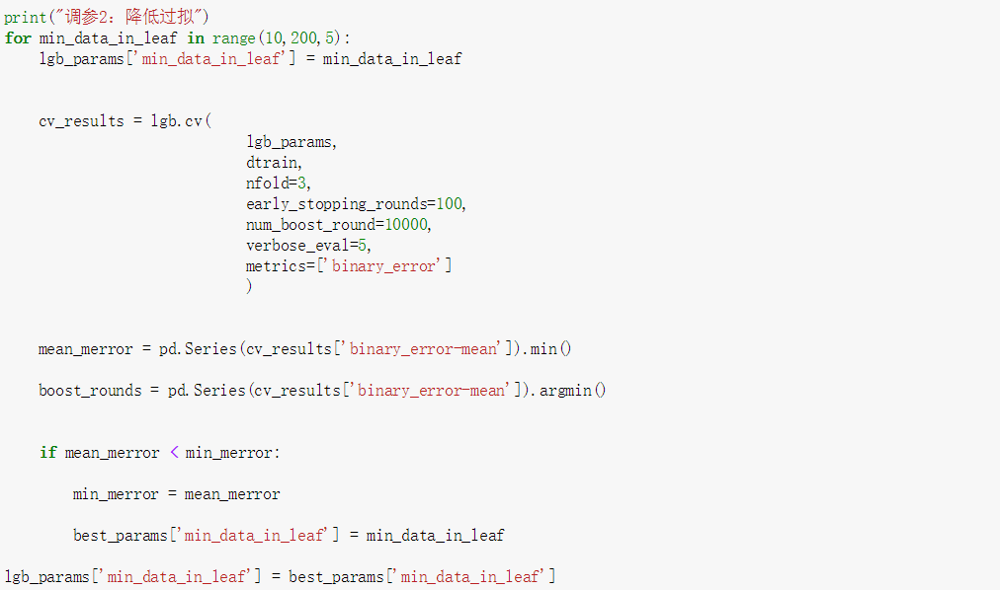 print("调参2：降低过拟")
for min_data_in_leaf in range(10,200,5):
    lgb_params['min_data_in_leaf'] = min_data_in_leaf
    cv_results = lgb.cv(
                        lgb_params,
                        dtrain,
                        nfold=3,
                        early_stopping_rounds=100,
                        num_boost_round=10000,
                        verbose_eval=5,
                        metrics=['binary_error']
                        )
    mean_merror = pd.Series(cv_results['binary_error-mean']).min()
    boost_rounds = pd.Series(cv_results['binary_error-mean']).argmin()
    if mean_merror < min_merror:
        min_merror = mean_merror
        best_params['min_data_in_leaf'] = min_data_in_leaf
lgb_params['min_data_in_leaf'] = best_params['min_data_in_leaf']